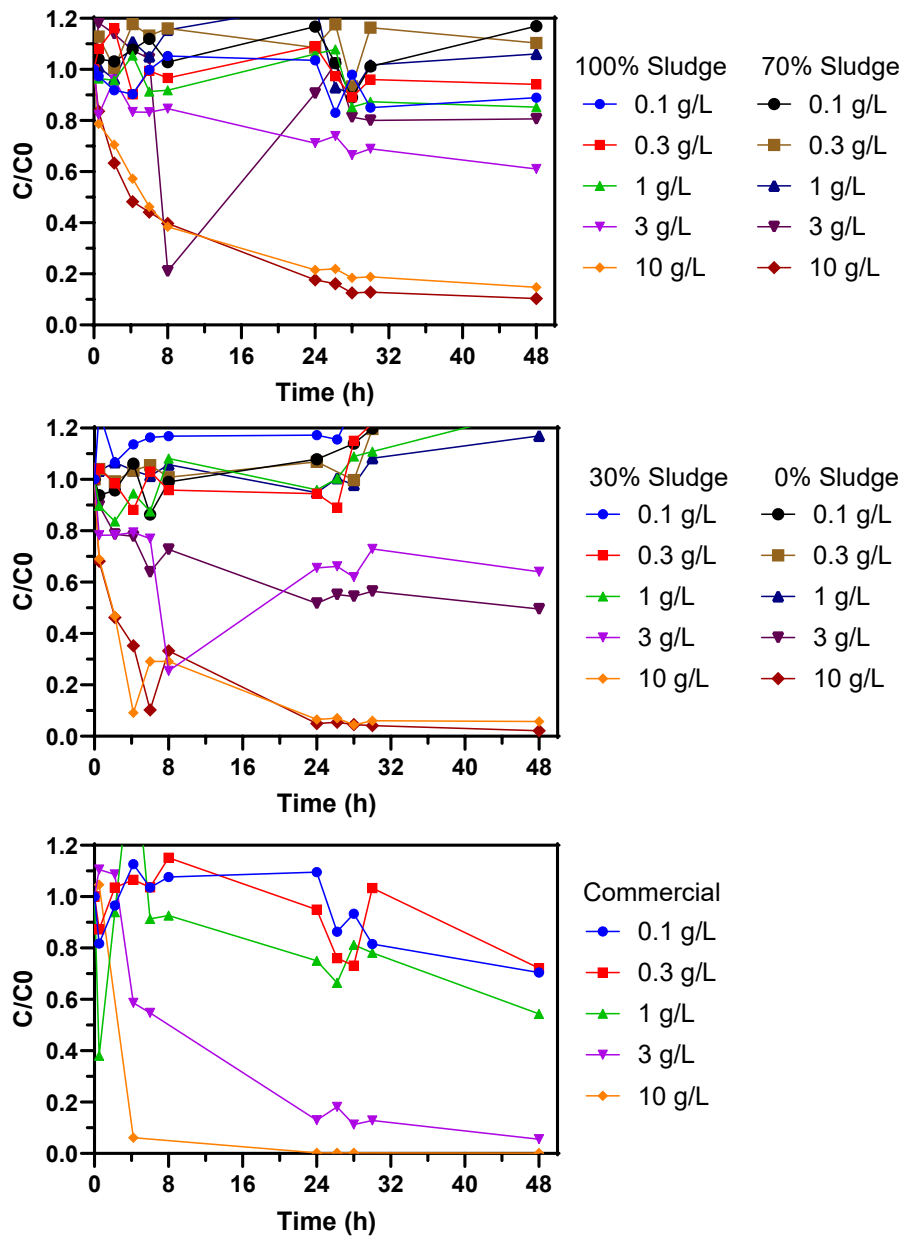 1.2
1.0
0.8
0.6
0.4
0.2
0.0
C/C0
0 8 16 24 32 40 48
Time (h)
100% Sludge 70% Sludge
0.1 g/L 0.1 g/L
0.3 g/L 0.3 g/L
1 g/L 1 g/L
3 g/L 3 g/L
10 g/L 10 g/L
1.2
1.0
0.8
0.6
0.4
0.2
0.0
C/C0
0 8 16 24 32 40 48
Time (h)
30% Sludge 0% Sludge
0.1 g/L 0.1 g/L
0.3 g/L 0.3 g/L
1 g/L 1 g/L
3 g/L 3 g/L
10 g/L 10 g/L
1.2
1.0
0.8
0.6
0.4
0.2
0.0
C/C0
0 8 16 24 32 40 48
Time (h)
Commercial
0.1 g/L
0.3 g/L
1 g/L
3 g/L
10 g/L